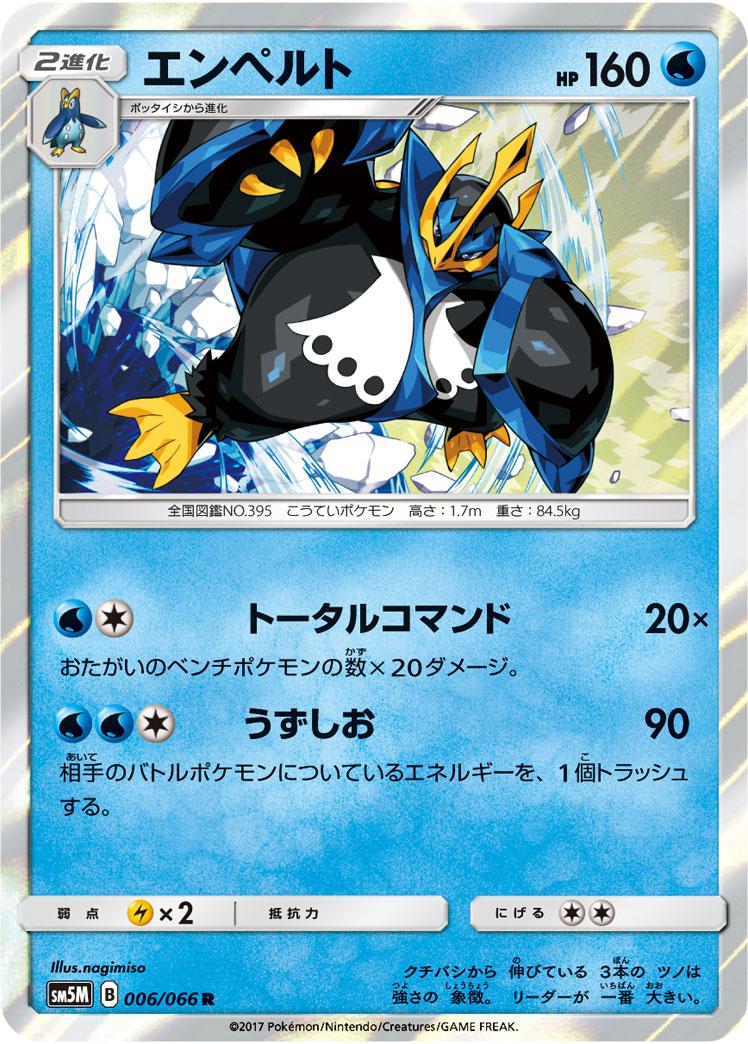 2進化
エンペルト
HP 160
ポッタイシから進化
全国図鑑NO.395 こうていポケモン 高さ:1.7m 重さ:84.5kg
トータルコマンド 20×
おたがいのベンチポケモンの数×20ダメージ。
うずしお 90
相手のバトルポケモンについているエネルギーを、1個トラッシュ
する。
弱点 ×2 抵抗力 にげる
Illus.nagimiso
クチバシから 伸びている 3本の ツノは
強さの 象徴。 リーダーが 一番 大きい。
SM5M B 006/066 R
©2017 Pokémon/Nintendo/Creatures/GAME FREAK.